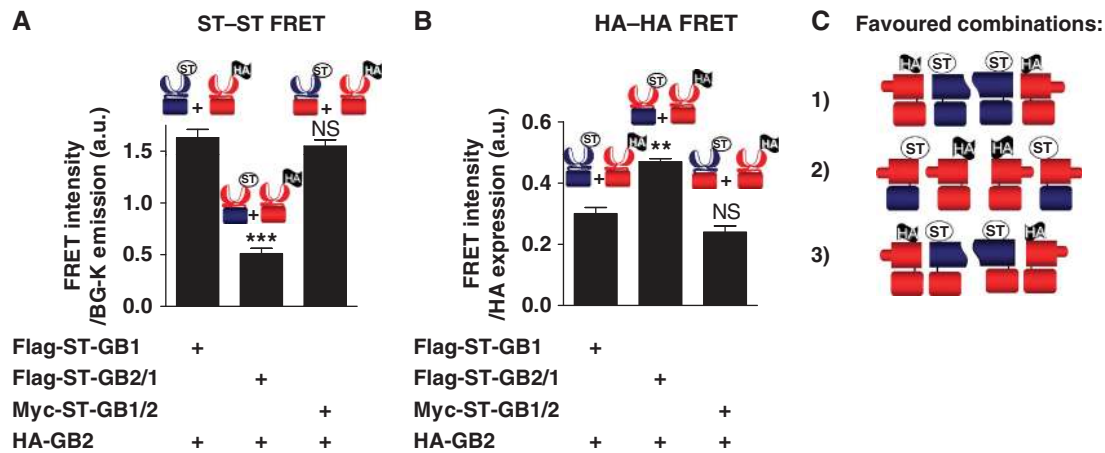 A ST–ST FRET
B HA–HA FRET
C Favoured combinations:
ST HA ST HA
+ +
NS
ST HA
+
***
FRET intensity
/BG-K emission (a.u.)
1.5
1.0
0.5
0.0
ST HA
+
**
ST HA ST HA
+ +
NS
FRET intensity
/HA expression (a.u.)
0.6
0.4
0.2
0.0
HA ST ST HA
1)
ST HA HA ST
2)
HA ST ST HA
3)
Flag-ST-GB1 +
Flag-ST-GB2/1 +
Myc-ST-GB1/2 +
HA-GB2 + + +
Flag-ST-GB1 +
Flag-ST-GB2/1 +
Myc-ST-GB1/2 +
HA-GB2 + + +